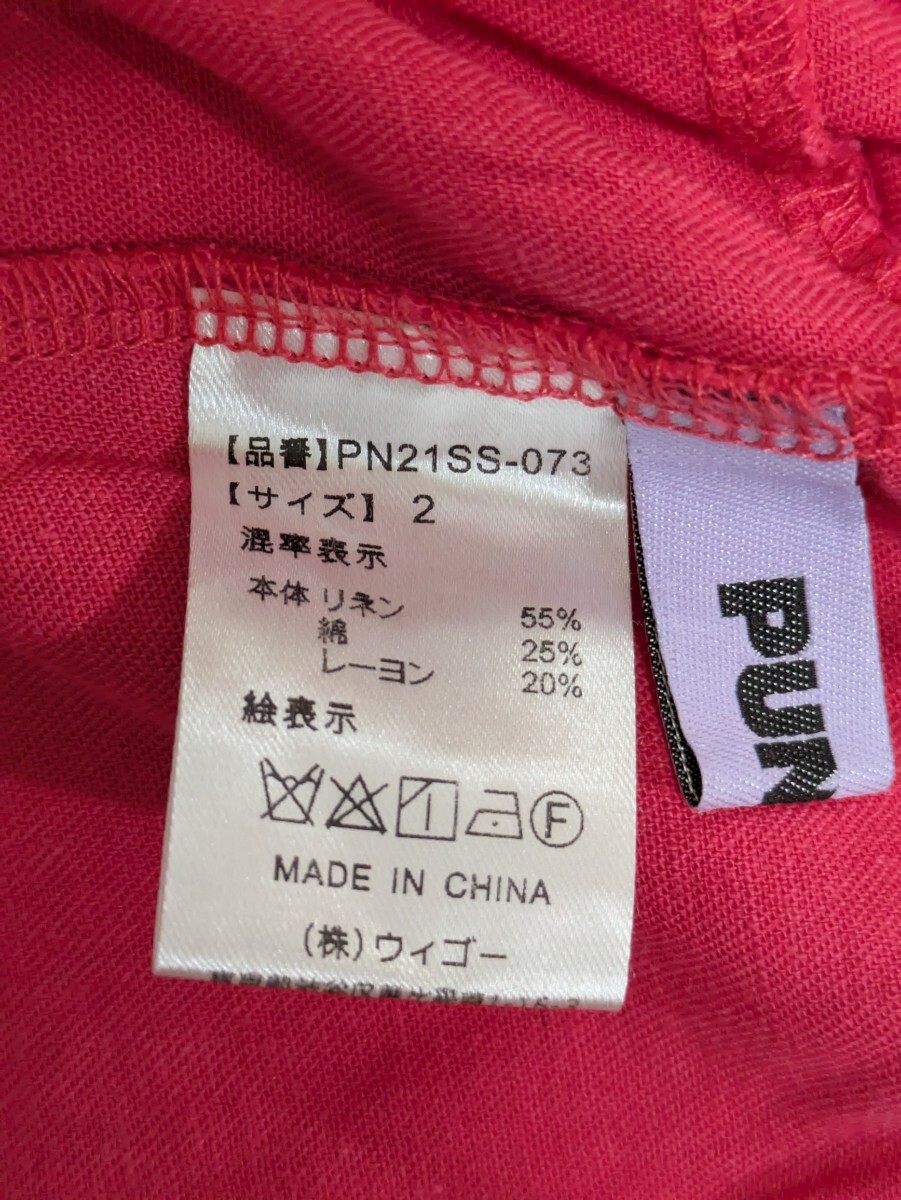 【品番】PN21SS-073
【サイズ】 2
混率表示
本体 リネン 55%
綿 25%
レーヨン 20%
絵表示
F
MADE IN CHINA
(株)ウィゴー
PUN